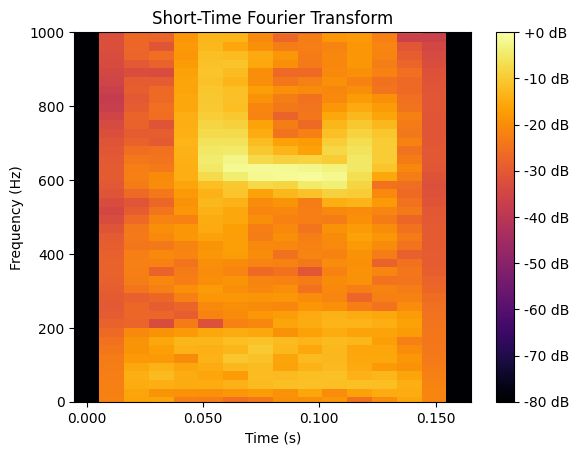 Short-Time Fourier Transform
1000
800
600
400
200
0
Frequency (Hz)
0.000
0.050
0.100
0.150
Time (s)
+0 dB
-10 dB
-20 dB
-30 dB
-40 dB
-50 dB
-60 dB
-70 dB
-80 dB